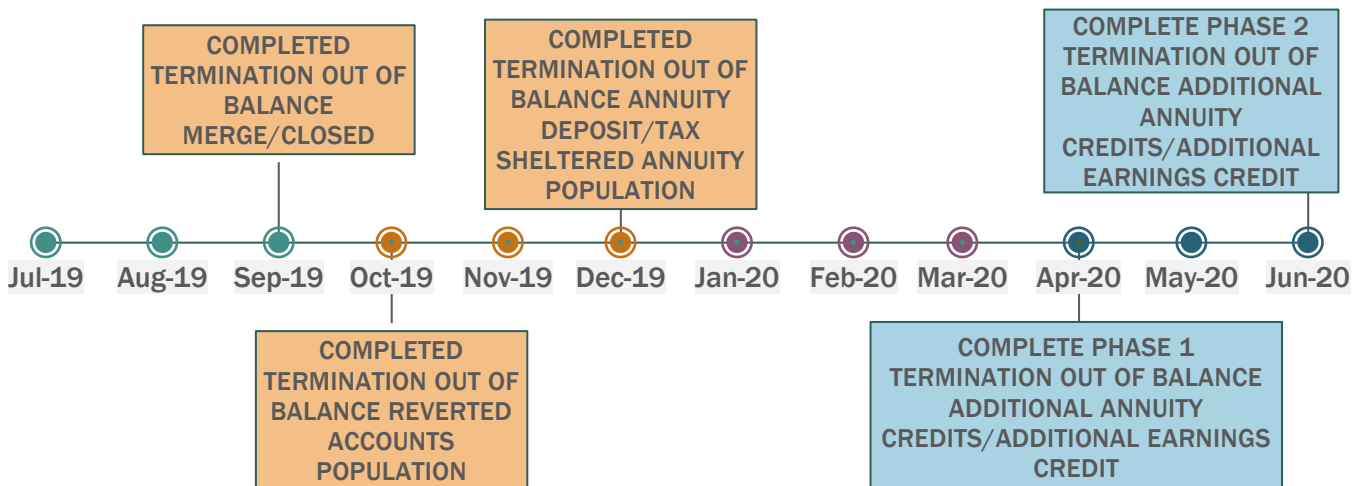 COMPLETED
TERMINATION OUT OF
BALANCE
MERGE/CLOSED
COMPLETED
TERMINATION OUT OF
BALANCE ANNUITY
DEPOSIT/TAX
SHELTERED ANNUITY
POPULATION
COMPLETE PHASE 2
TERMINATION OUT OF
BALANCE ADDITIONAL
ANNUITY
CREDITS/ADDITIONAL
EARNINGS CREDIT
Jul-19 Aug-19 Sep-19 Oct-19 Nov-19 Dec-19 Jan-20 Feb-20 Mar-20 Apr-20 May-20 Jun-20
COMPLETED
TERMINATION OUT OF
BALANCE REVERTED
ACCOUNTS
POPULATION
COMPLETE PHASE 1
TERMINATION OUT OF BALANCE
ADDITIONAL ANNUITY
CREDITS/ADDITIONAL EARNINGS
CREDIT